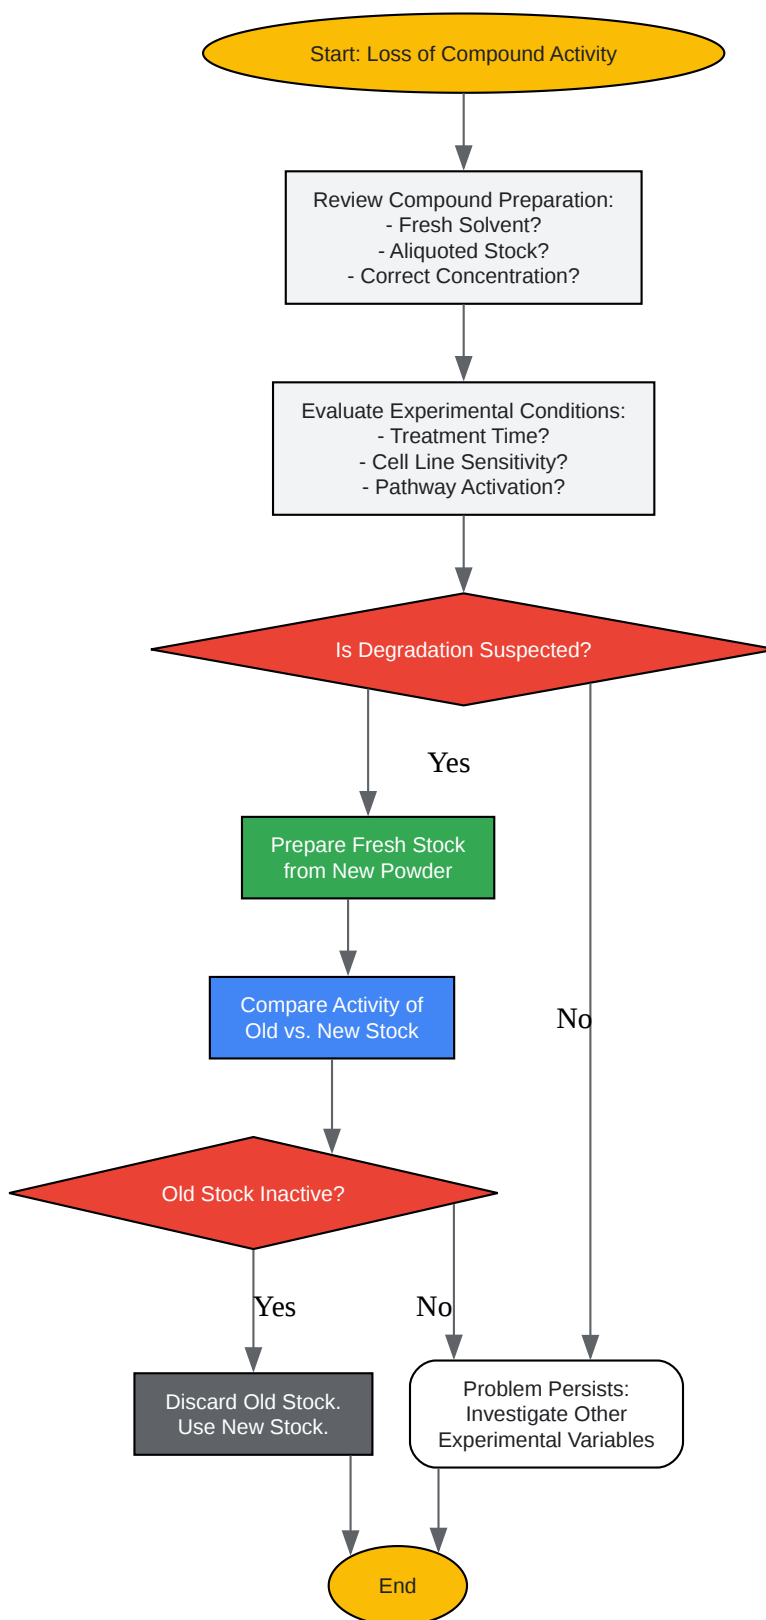 Start: Loss of Compound Activity
Review Compound Preparation:
- Fresh Solvent?
- Aliquoted Stock?
- Correct Concentration?
Evaluate Experimental Conditions:
- Treatment Time?
- Cell Line Sensitivity?
- Pathway Activation?
Is Degradation Suspected?
Yes
Prepare Fresh Stock
from New Powder
Compare Activity of
Old vs. New Stock
No
Old Stock Inactive?
Yes
No
Discard Old Stock.
Use New Stock.
Problem Persists:
Investigate Other
Experimental Variables
End